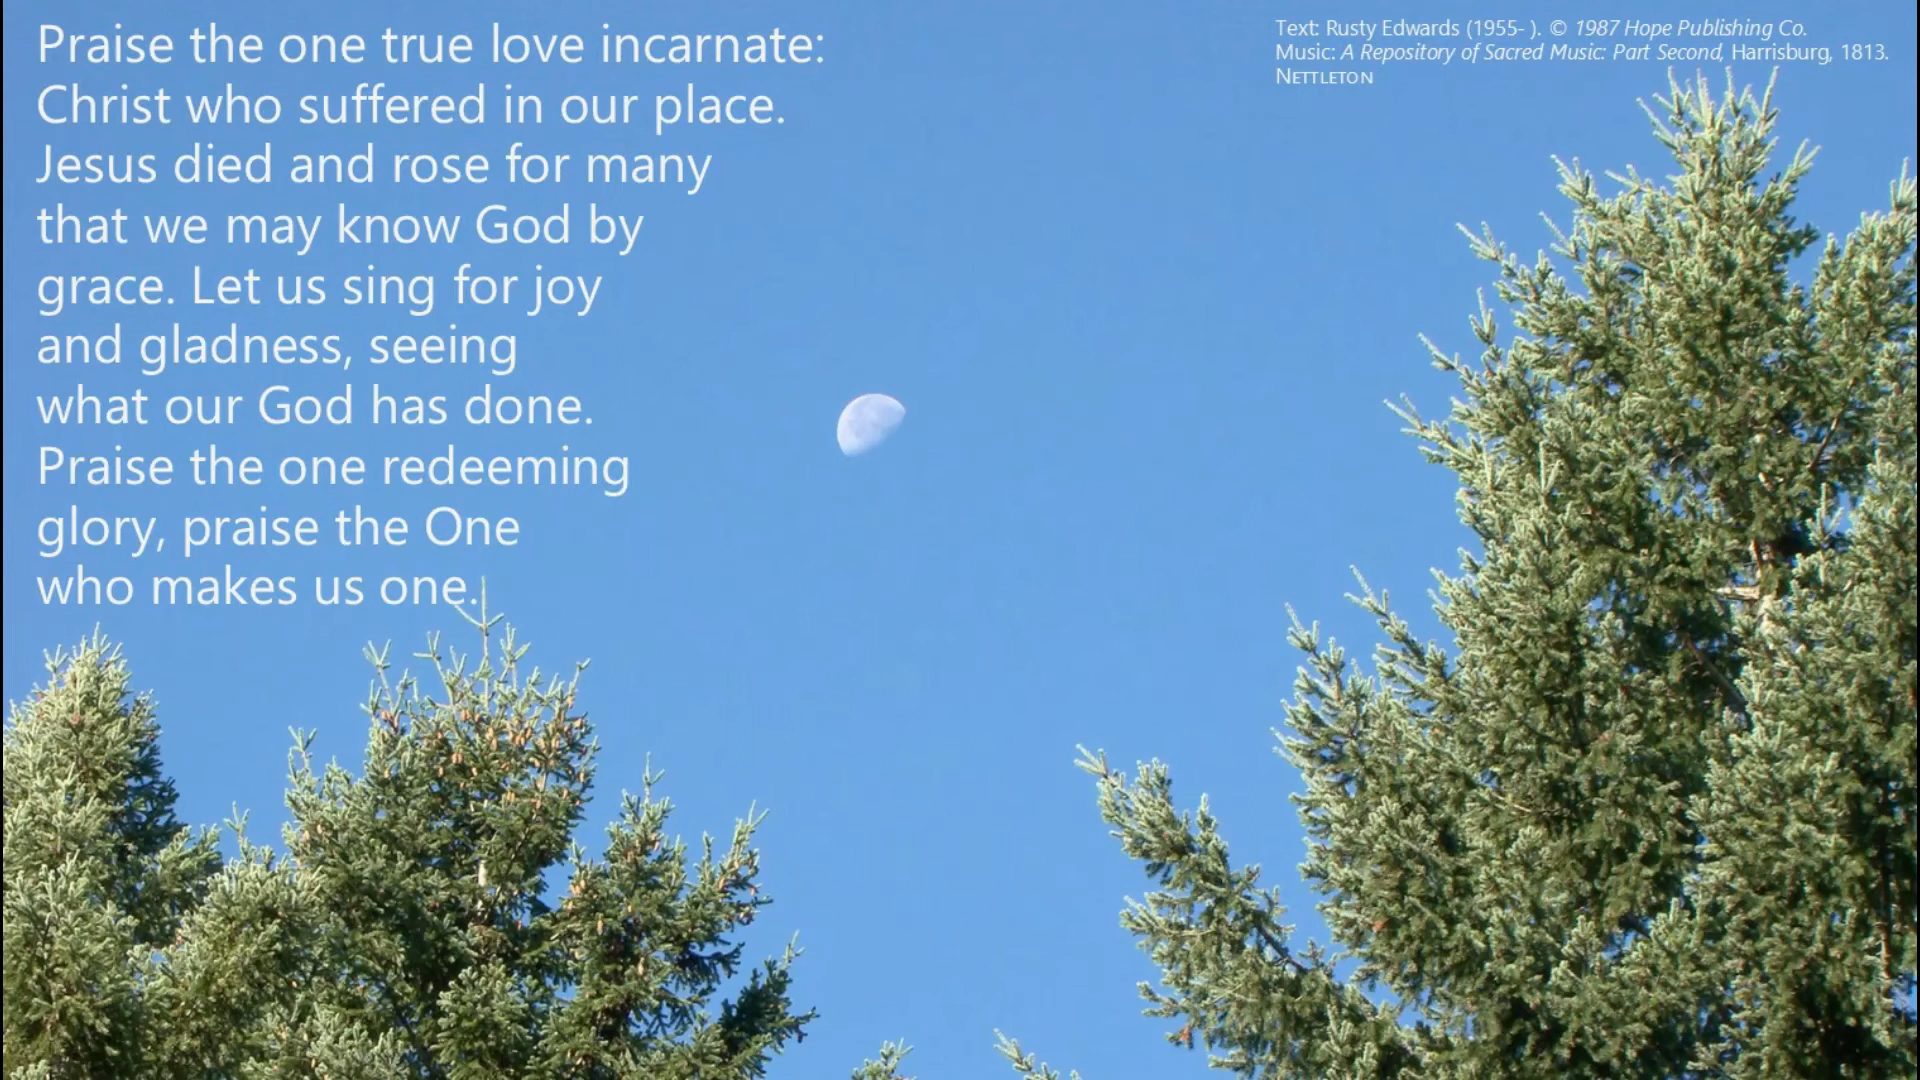 Praise the one true love incarnate:
Christ who suffered in our place.
Jesus died and rose for many
that we may know God by
grace. Let us sing for joy
and gladness, seeing
what our God has done.
Praise the one redeeming
glory, praise the One
who makes us one.
Text: Rusty Edwards (1955- ). © 1987 Hope Publishing Co.
Music: A Repository of Sacred Music: Part Second, Harrisburg, 1813.
NETTLETON